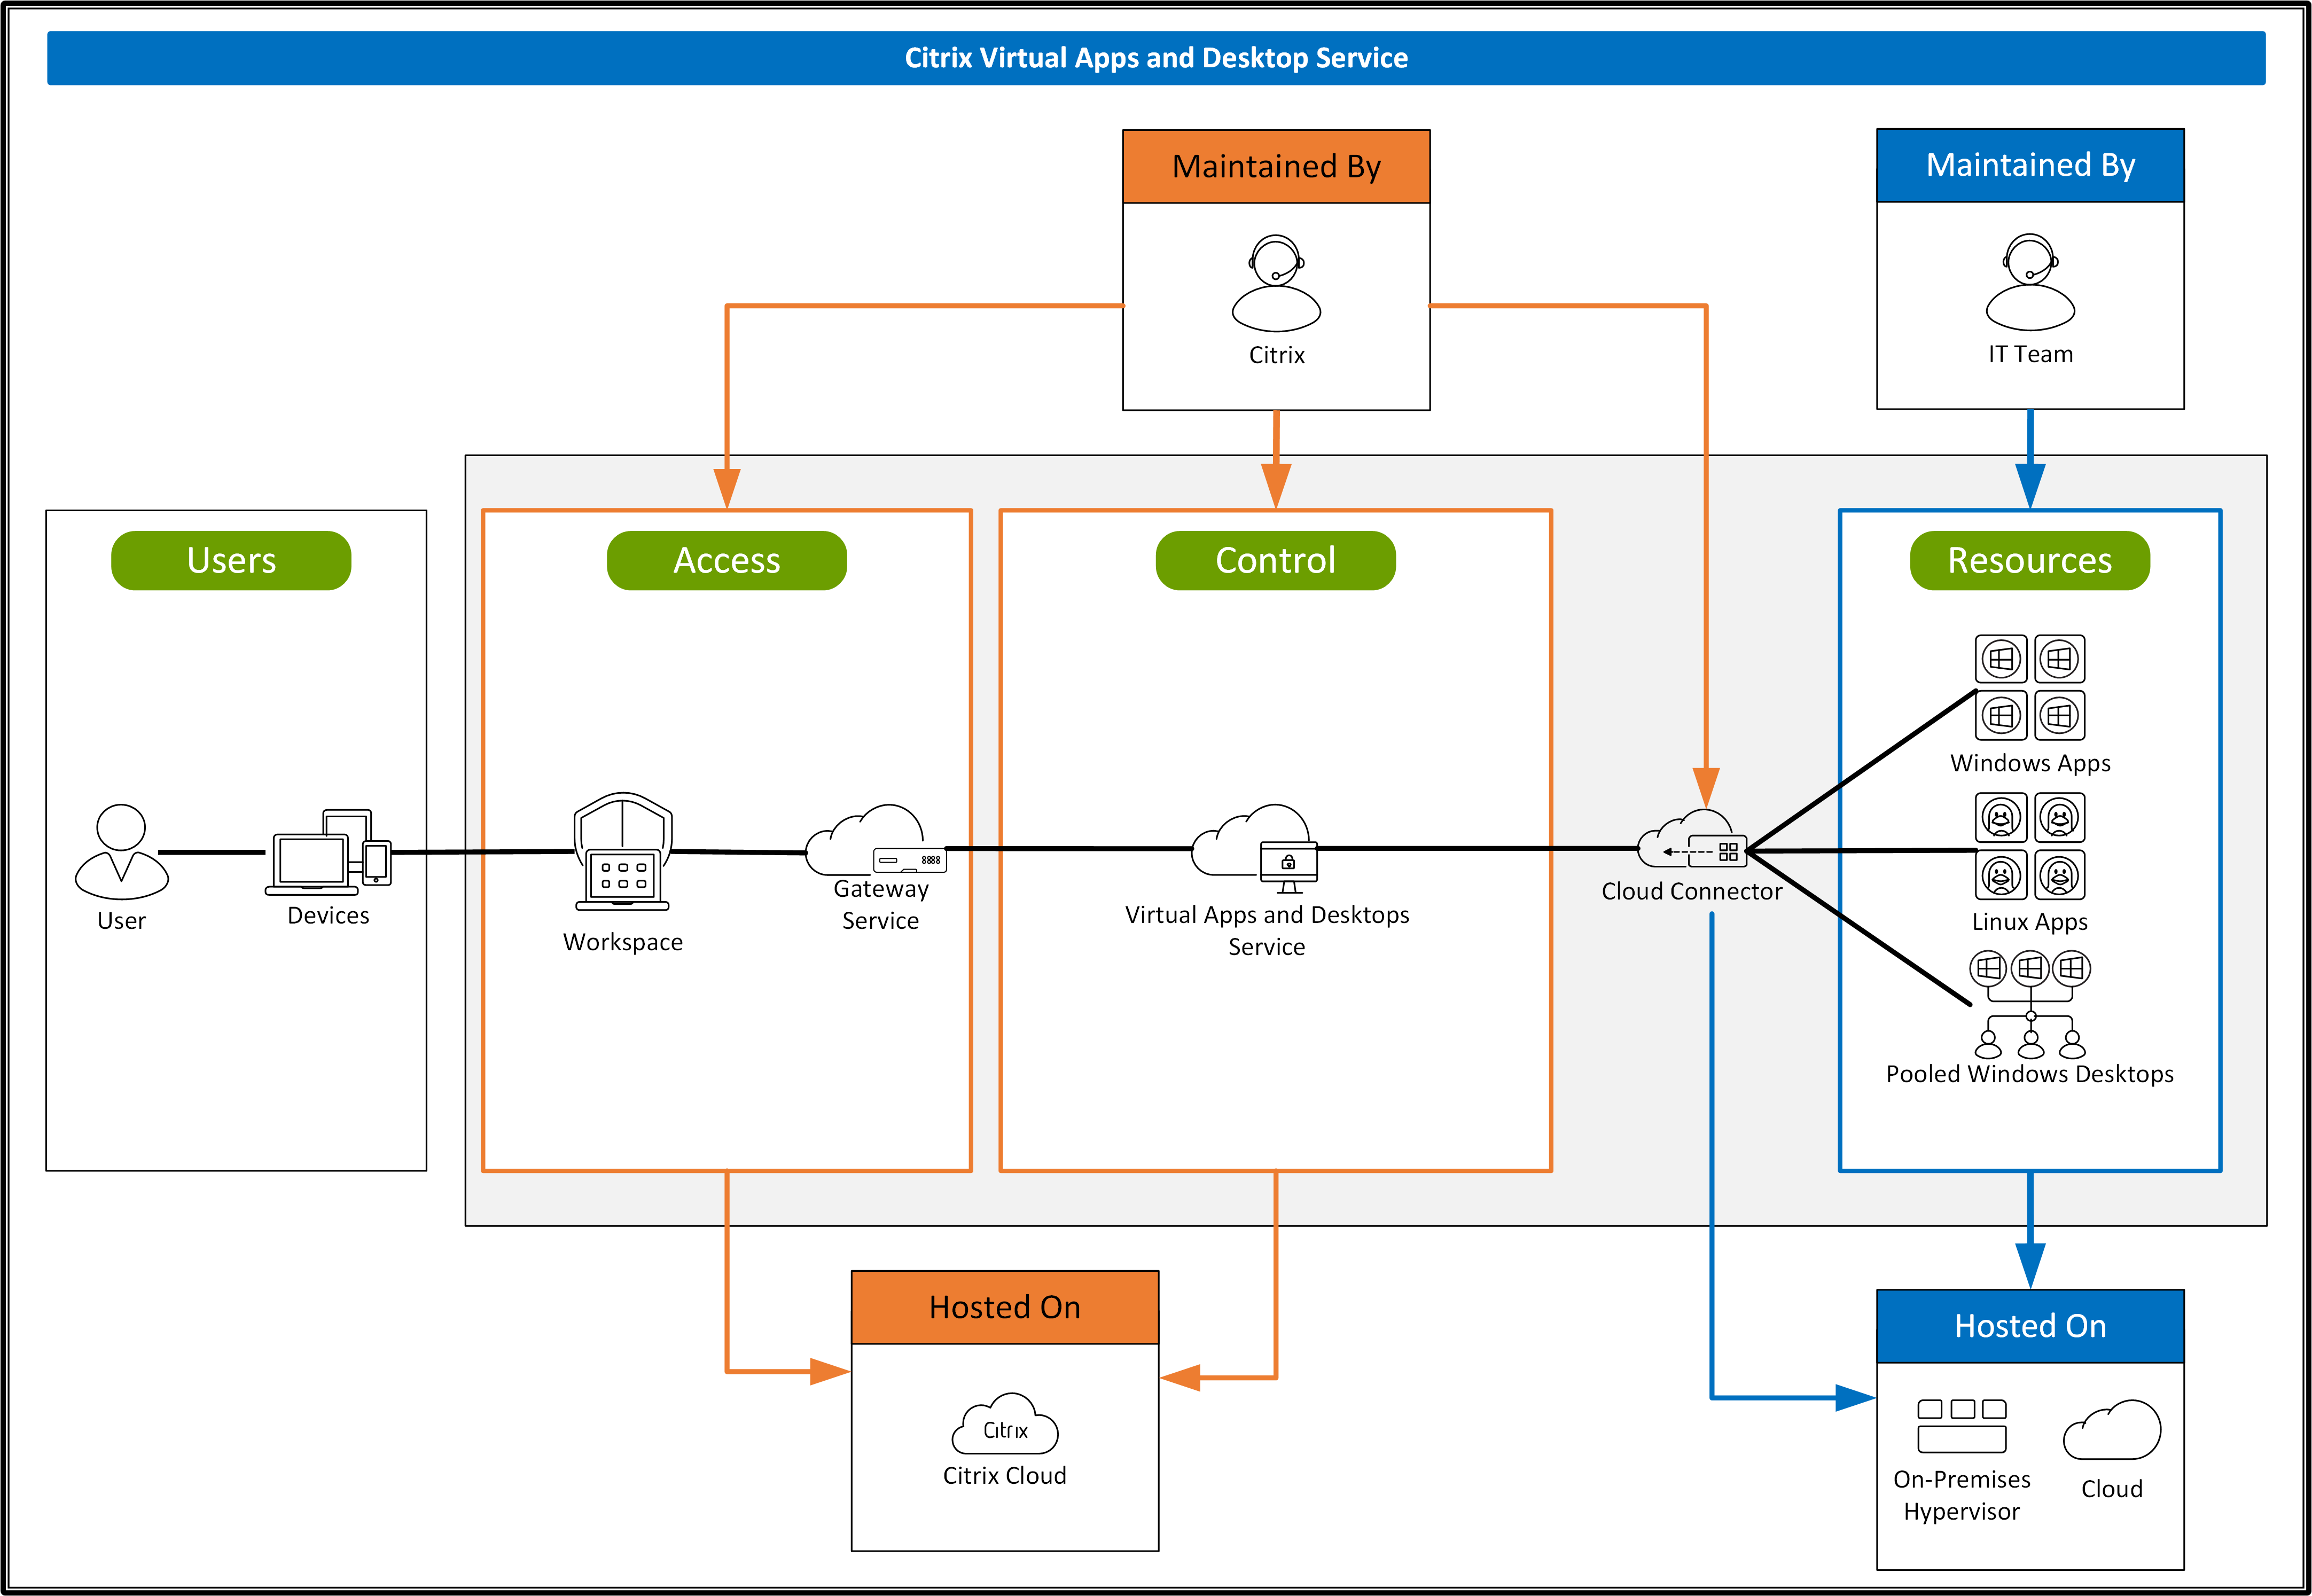 Citrix Virtual Apps and Desktop Service
Maintained By
Citrix
Maintained By
IT Team
Users
Access
Control
Resources
User
Devices
Workspace
Gateway
Service
8888
Virtual Apps and Desktops
Service
Cloud Connector
Windows Apps
Linux Apps
Pooled Windows Desktops
Hosted On
Citrix
Citrix Cloud
Hosted On
On-Premises
Hypervisor
Cloud